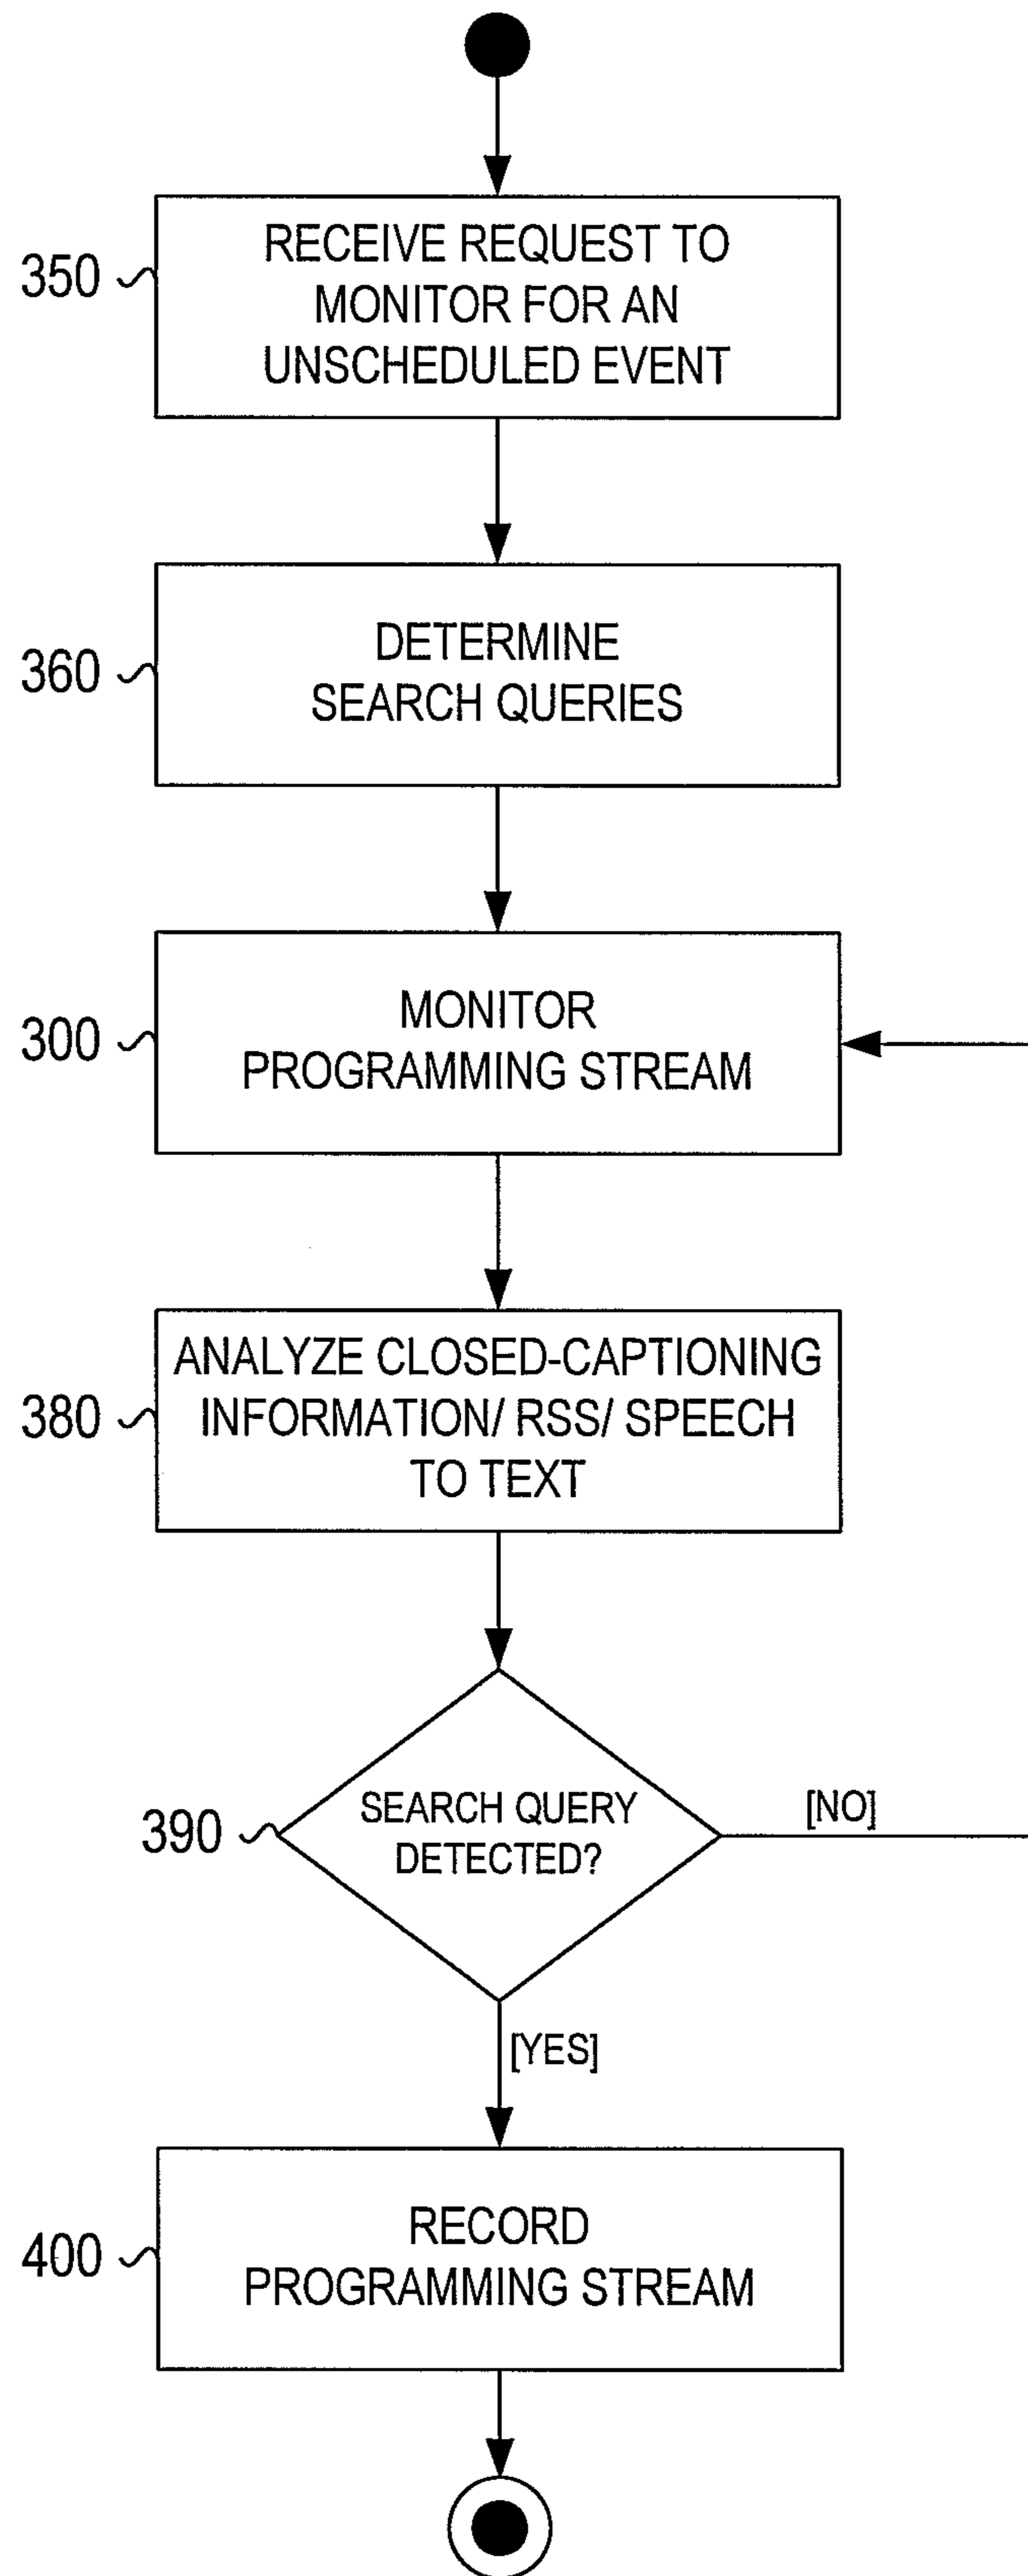 350
RECEIVE REQUEST TO
MONITOR FOR AN
UNSCHEDULED EVENT
360
DETERMINE
SEARCH QUERIES
300
MONITOR
PROGRAMMING STREAM
380
ANALYZE CLOSED-CAPTIONING
INFORMATION/ RSS/ SPEECH
TO TEXT
390
SEARCH QUERY
DETECTED?
[NO]
[YES]
400
RECORD
PROGRAMMING STREAM